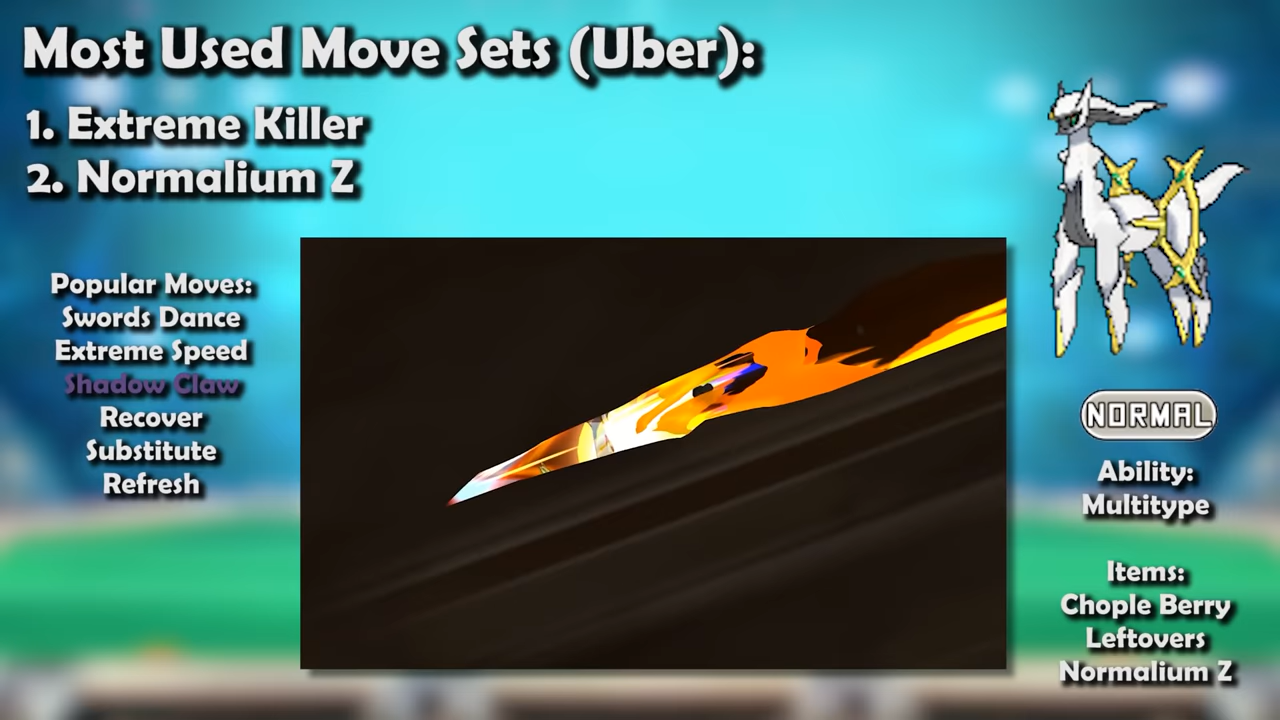 Most Used Move Sets (Uber):
1. Extreme Killer
2. Normalium Z
Popular Moves:
Swords Dance
Extreme Speed
Shadow Claw
Recover
Substitute
Refresh
NORMAL
Ability:
Multitype
Items:
Chople Berry
Leftovers
Normalium Z